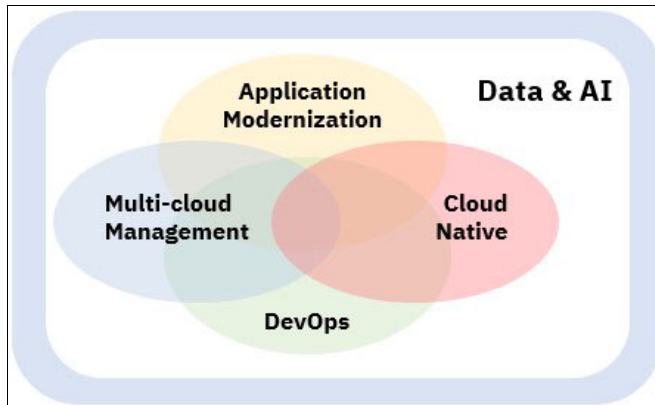 Application
Modernization
Data & AI
Multi-cloud
Management
Cloud
Native
DevOps